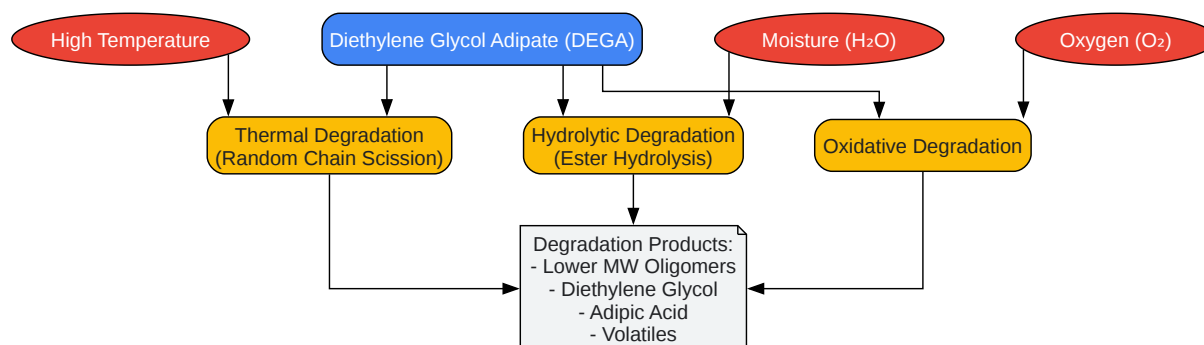 High Temperature
Diethylene Glycol Adipate (DEGA)
Moisture (H₂O)
Oxygen (O₂)
Thermal Degradation
(Random Chain Scission)
Hydrolytic Degradation
(Ester Hydrolysis)
Oxidative Degradation
Degradation Products:
- Lower MW Oligomers
- Diethylene Glycol
- Adipic Acid
- Volatiles